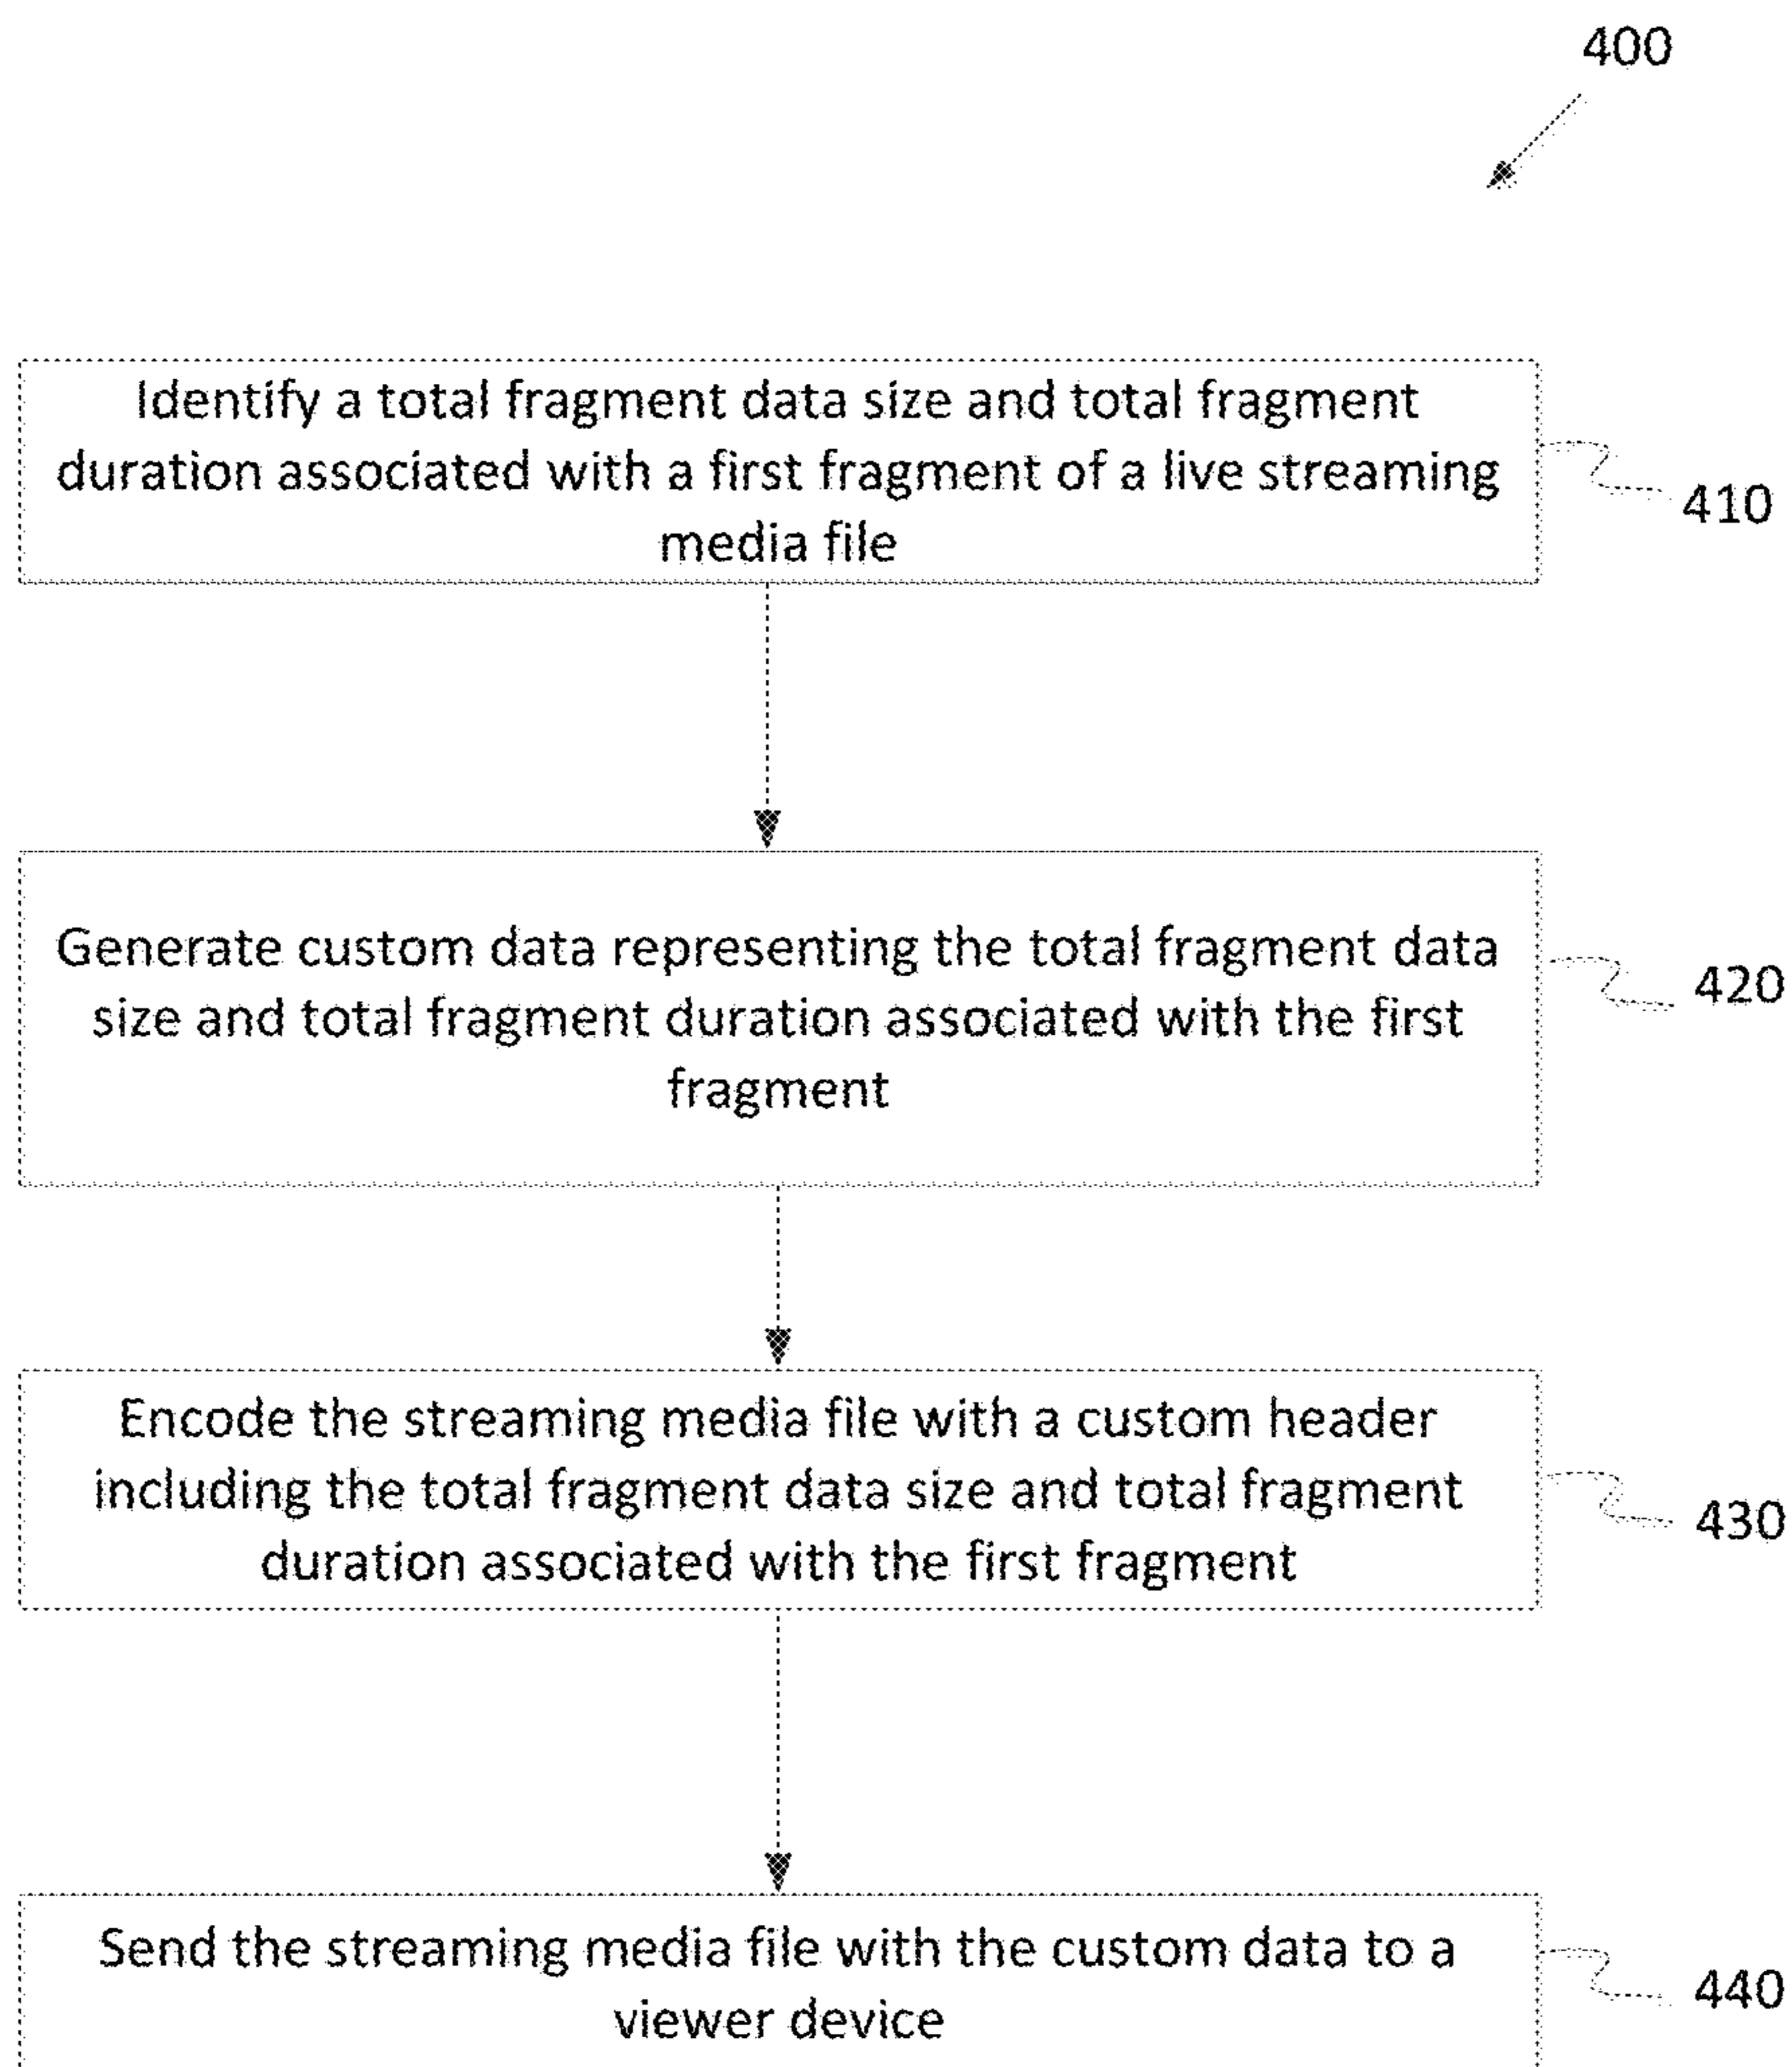 400
Identify a total fragment data size and total fragment
duration associated with a first fragment of a live streaming
media file
410
Generate custom data representing the total fragment data
size and total fragment duration associated with the first
fragment
420
Encode the streaming media file with a custom header
including the total fragment data size and total fragment
duration associated with the first fragment
430
Send the streaming media file with the custom data to a
viewer device
440